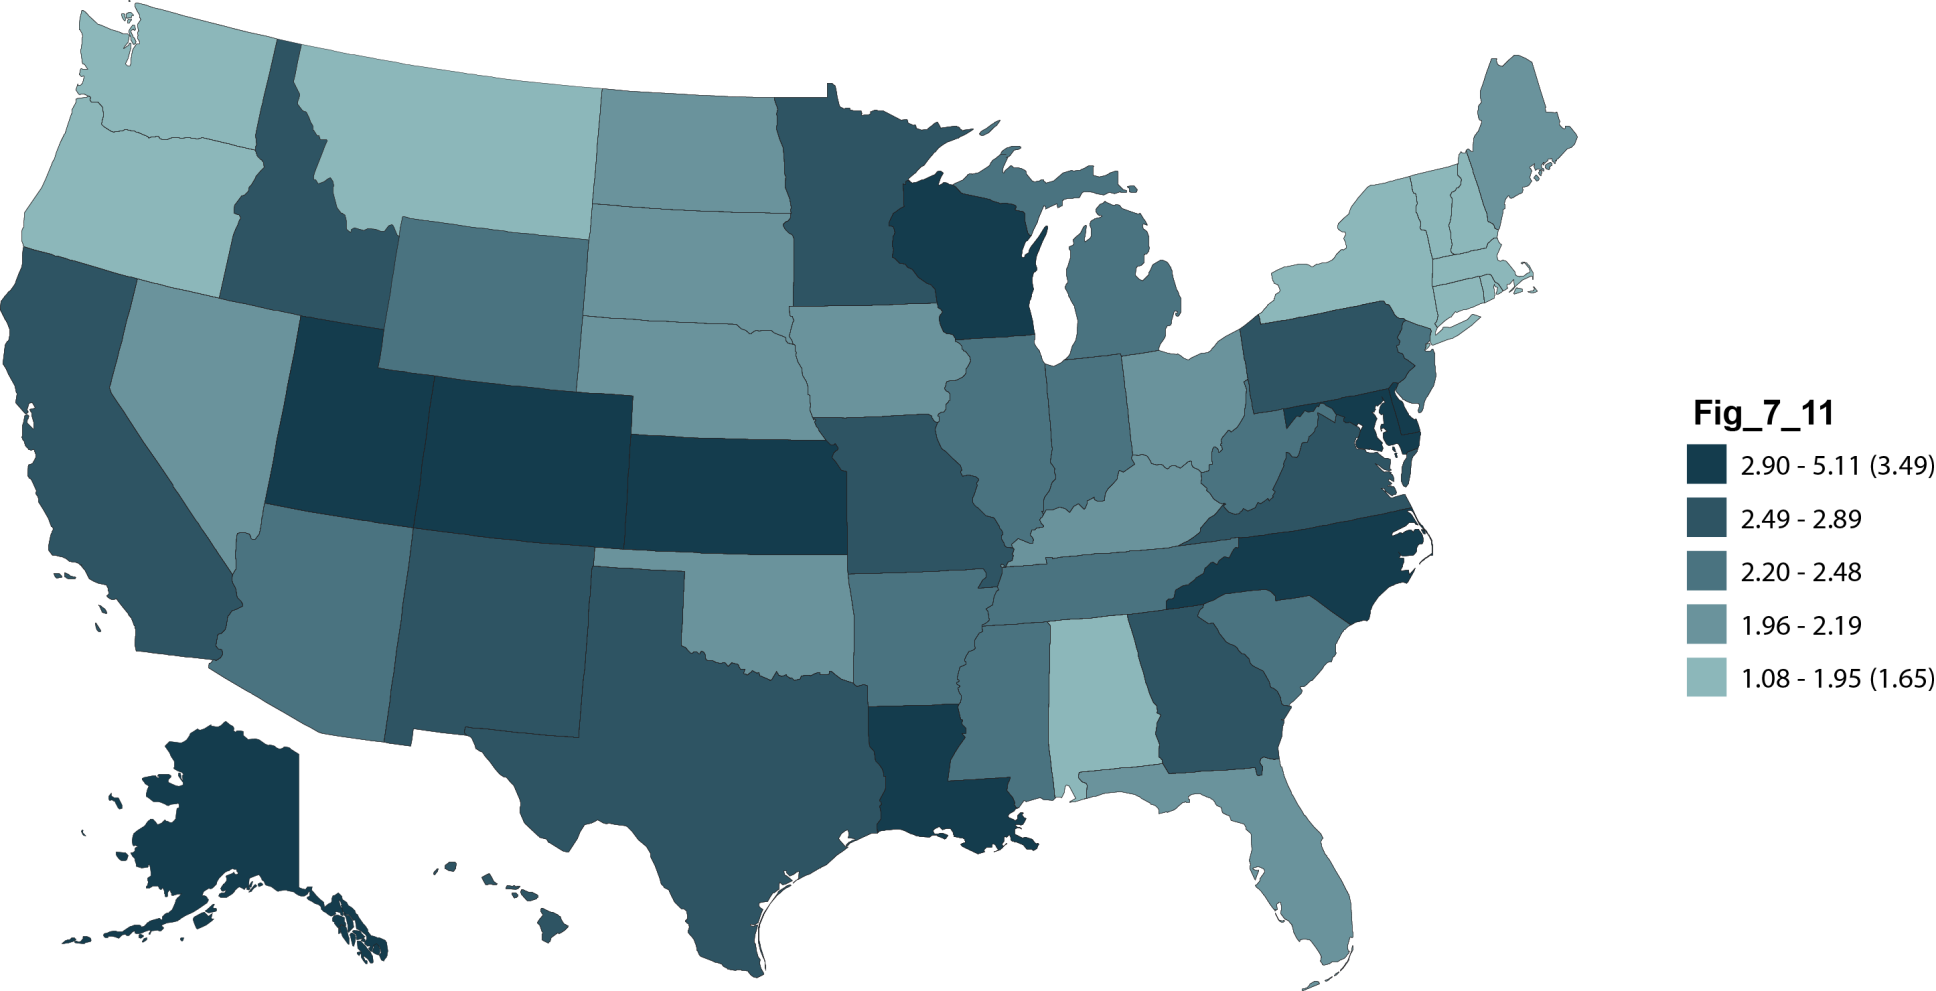 Fig_7_11
2.90 - 5.11 (3.49)
2.49 - 2.89
2.20 - 2.48
1.96 - 2.19
1.08 - 1.95 (1.65)